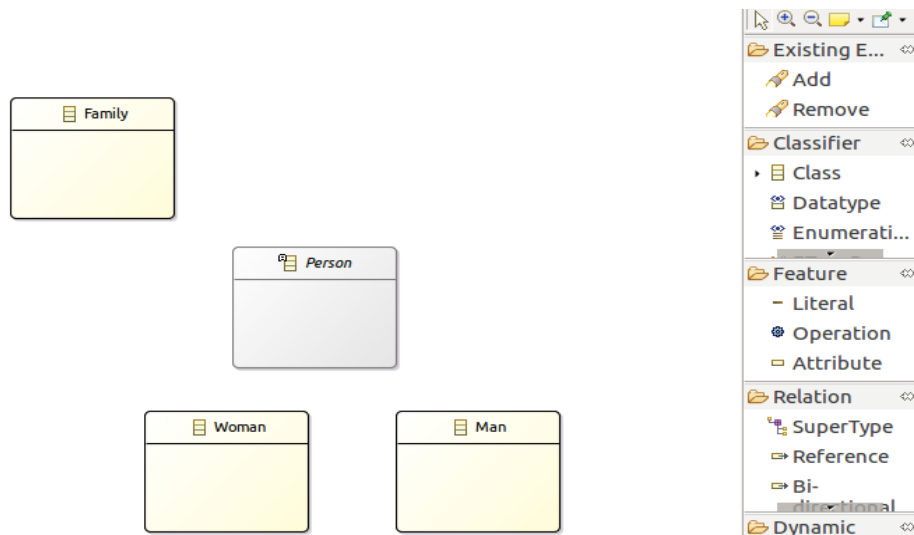 Family
Person
Woman
Man
Existing E...
Add
Remove
Classifier
Class
Datatype
Enumerati...
Feature
Literal
Operation
Attribute
Relation
SuperType
Reference
Bi-
directional
Dynamic